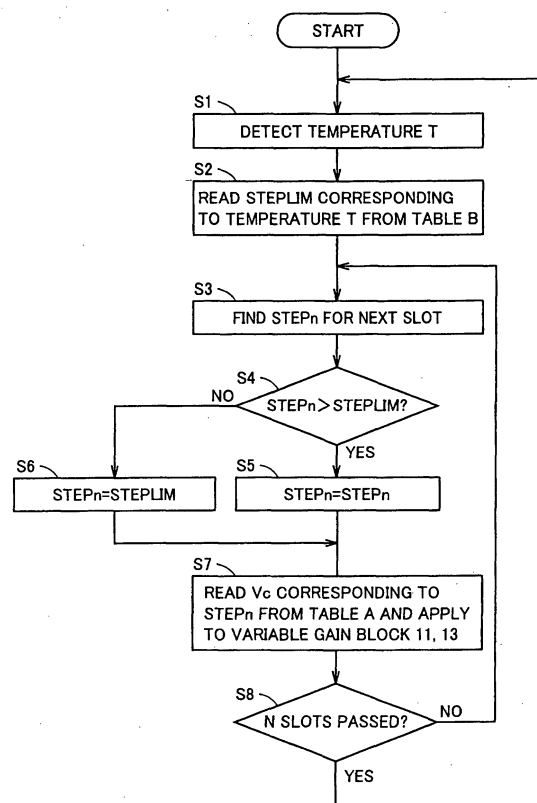 START
S1
DETECT TEMPERATURE T
S2
READ STEPLIM CORRESPONDING
TO TEMPERATURE T FROM TABLE B
S3
FIND STEPn FOR NEXT SLOT
S4
NO
STEPn>STEPLIM?
YES
S6
STEPn=STEPLIM
S5
STEPn=STEPn
S7
READ Vc CORRESPONDING TO
STEPn FROM TABLE A AND APPLY
TO VARIABLE GAIN BLOCK 11, 13
S8
N SLOTS PASSED?
NO
YES